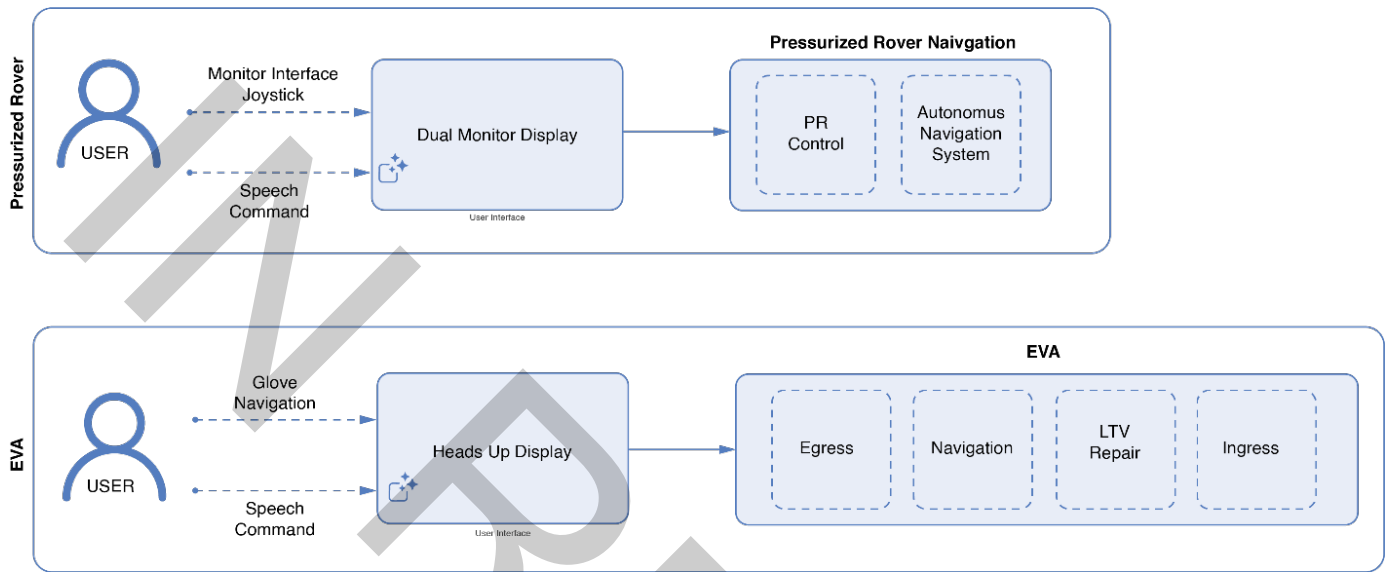 Pressurized Rover
USER
Monitor Interface
Joystick
Speech
Command
Dual Monitor Display
User Interface
Pressurized Rover Naivgation
PR
Control
Autonomus
Navigation
System
EVA
USER
Glove
Navigation
Speech
Command
Heads Up Display
User Interface
EVA
Egress
Navigation
LTV
Repair
Ingress